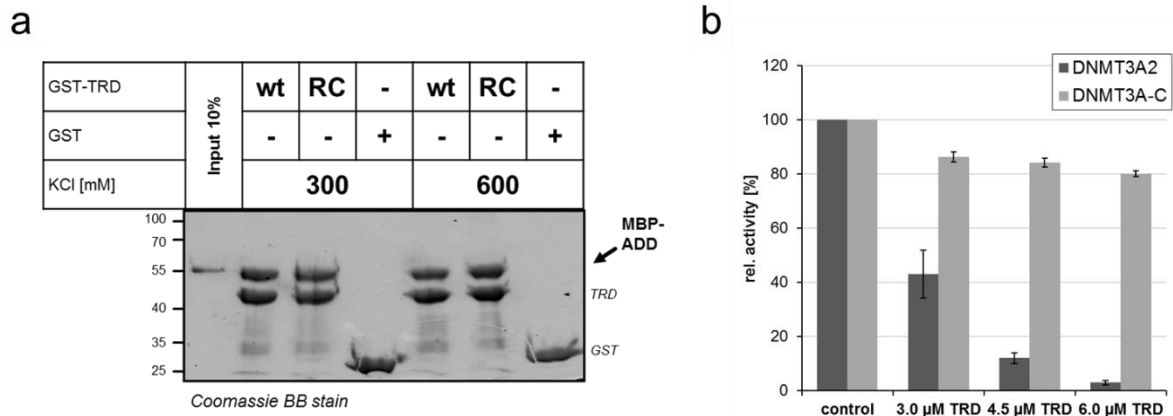 a
GST-TRD wt RC - wt RC -
GST Input 10% - - + - - +
KCl [mM] 300 600
100
70
55
40
35
25
MBP-
ADD
TRD
GST
Coomassie BB stain
b
DNMT3A2
DNMT3A-C
rel. activity [%]
120
100
80
60
40
20
0
control 3.0 µM TRD 4.5 µM TRD 6.0 µM TRD